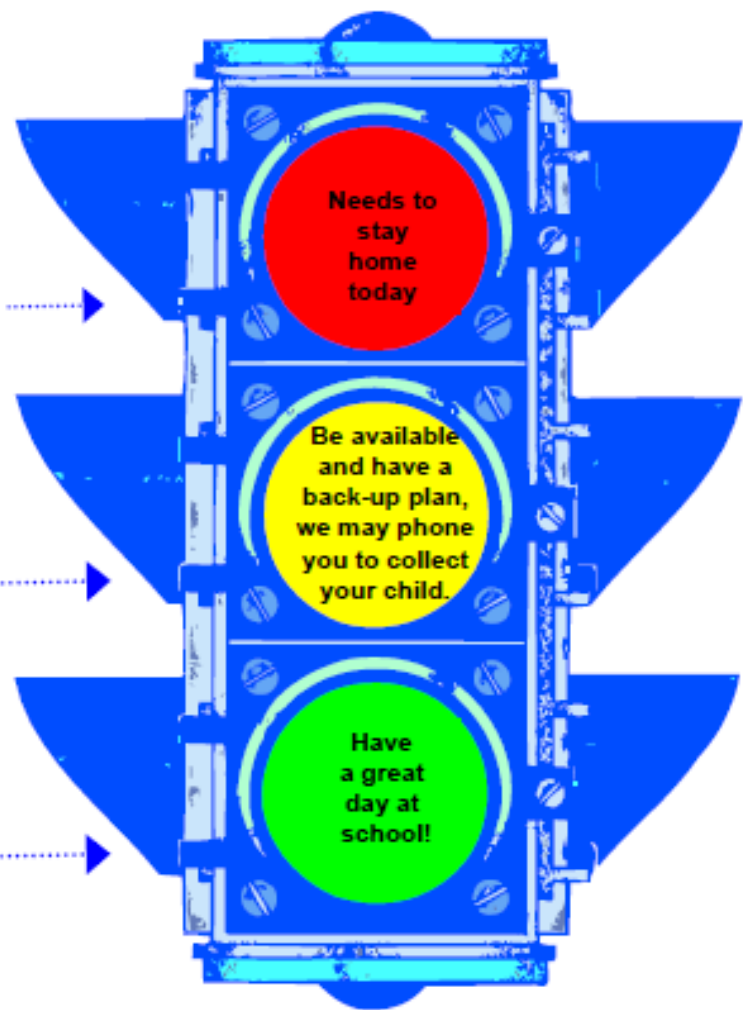 Needs to
stay
home
today
Be available
and have a
back-up plan,
we may phone
you to collect
your child.
Have
a great
day at
school!